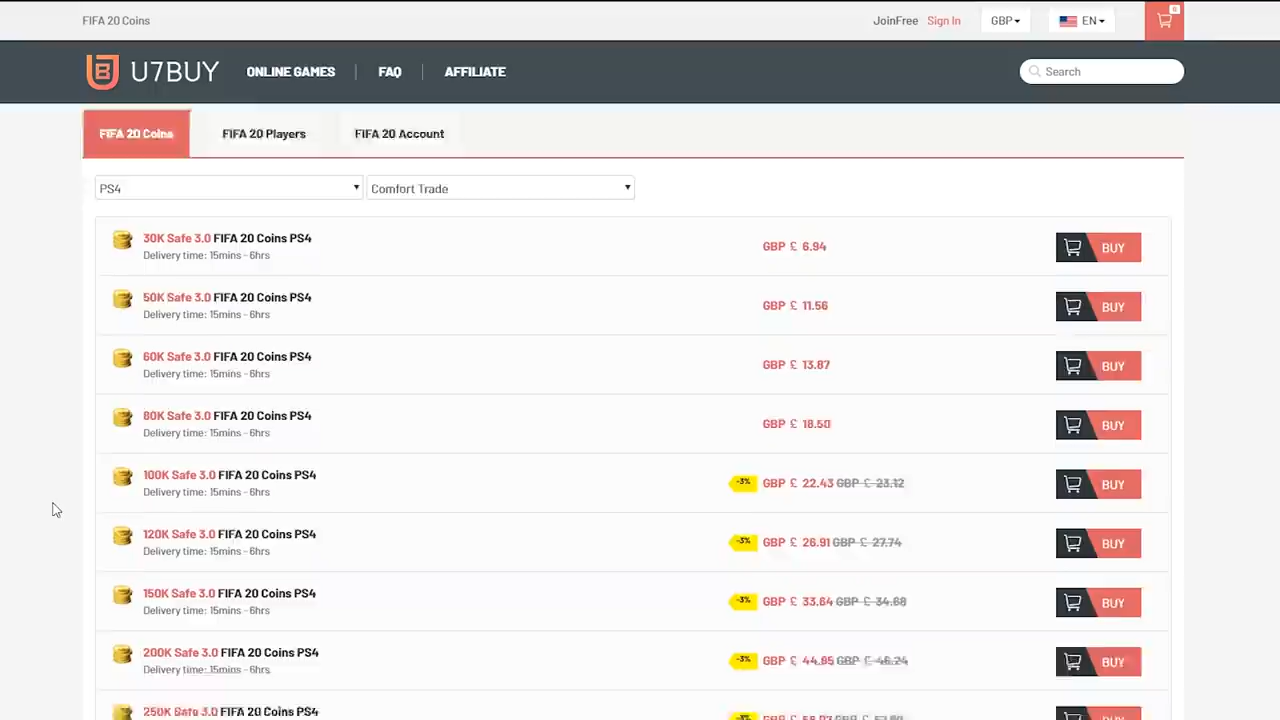 FIFA 20 Coins
JoinFree Sign In GBP EN 0
U7BUY ONLINE GAMES FAQ AFFILIATE Search
FIFA 20 Coins FIFA 20 Players FIFA 20 Account
PS4 Comfort Trade
30K Safe 3.0 FIFA 20 Coins PS4
Delivery time: 15mins - 6hrs
GBP £ 6.94 BUY
50K Safe 3.0 FIFA 20 Coins PS4
Delivery time: 15mins - 6hrs
GBP £ 11.56 BUY
60K Safe 3.0 FIFA 20 Coins PS4
Delivery time: 15mins - 6hrs
GBP £ 13.87 BUY
80K Safe 3.0 FIFA 20 Coins PS4
Delivery time: 15mins - 6hrs
GBP £ 18.50 BUY
100K Safe 3.0 FIFA 20 Coins PS4
Delivery time: 15mins - 6hrs
-3% GBP £ 22.43 GBP £ 23.12 BUY
120K Safe 3.0 FIFA 20 Coins PS4
Delivery time: 15mins - 6hrs
-3% GBP £ 26.91 GBP £ 27.74 BUY
150K Safe 3.0 FIFA 20 Coins PS4
Delivery time: 15mins - 6hrs
-3% GBP £ 33.64 GBP £ 34.68 BUY
200K Safe 3.0 FIFA 20 Coins PS4
Delivery time: 15mins - 6hrs
-3% GBP £ 44.85 GBP £ 46.24 BUY
250K Safe 3.0 FIFA 20 Coins PS4
-3% GBP £ BUY